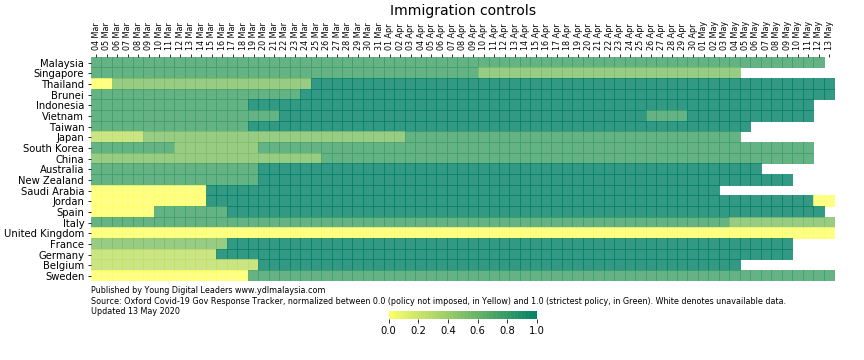 Immigration controls
04 Mar
05 Mar
06 Mar
07 Mar
08 Mar
09 Mar
10 Mar
11 Mar
12 Mar
13 Mar
14 Mar
15 Mar
16 Mar
17 Mar
18 Mar
19 Mar
20 Mar
21 Mar
22 Mar
23 Mar
24 Mar
25 Mar
26 Mar
27 Mar
28 Mar
29 Mar
30 Mar
31 Mar
01 Apr
02 Apr
03 Apr
04 Apr
05 Apr
06 Apr
07 Apr
08 Apr
09 Apr
10 Apr
11 Apr
12 Apr
13 Apr
14 Apr
15 Apr
16 Apr
17 Apr
18 Apr
19 Apr
20 Apr
21 Apr
22 Apr
23 Apr
24 Apr
25 Apr
26 Apr
27 Apr
28 Apr
29 Apr
30 Apr
01 May
02 May
03 May
04 May
05 May
06 May
07 May
08 May
09 May
10 May
11 May
12 May
13 May
Malaysia
Singapore
Thailand
Brunei
Indonesia
Vietnam
Taiwan
Japan
South Korea
China
Australia
New Zealand
Saudi Arabia
Jordan
Spain
Italy
United Kingdom
France
Germany
Belgium
Sweden
Published by Young Digital Leaders www.ydlmalaysia.com
Source: Oxford Covid-19 Gov Response Tracker, normalized between 0.0 (policy not imposed, in Yellow) and 1.0 (strictest policy, in Green). White denotes unavailable data.
Updated 13 May 2020
0.0 0.2 0.4 0.6 0.8 1.0